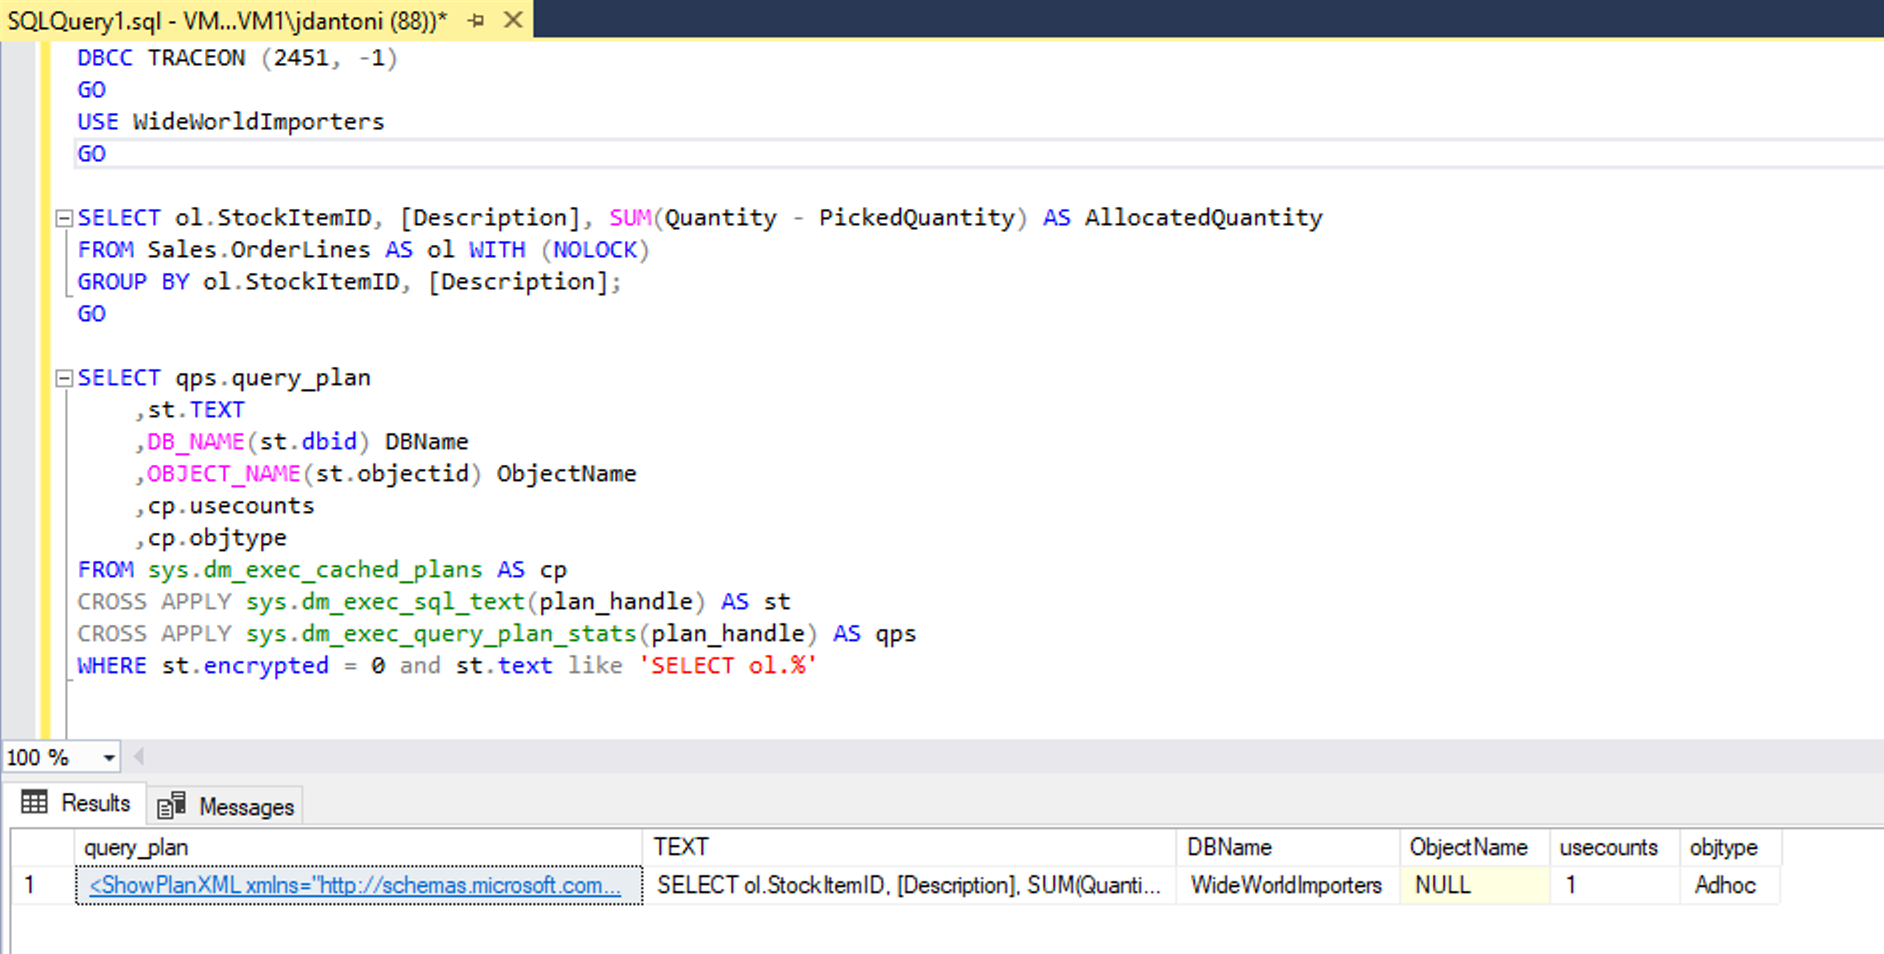 SQLQuery1.sql - VM...VM1\jdantoni (88))*
DBCC TRACEON (2451, -1)
GO
USE WideWorldImporters
GO
SELECT ol.StockItemID, [Description], SUM(Quantity - PickedQuantity) AS AllocatedQuantity
FROM Sales.OrderLines AS ol WITH (NOLOCK)
GROUP BY ol.StockItemID, [Description];
GO
SELECT qps.query_plan
,st.TEXT
,DB_NAME(st.dbid) DBName
,OBJECT_NAME(st.objectid) ObjectName
,cp.usecounts
,cp.objtype
FROM sys.dm_exec_cached_plans AS cp
CROSS APPLY sys.dm_exec_sql_text(plan_handle) AS st
CROSS APPLY sys.dm_exec_query_plan_stats(plan_handle) AS qps
WHERE st.encrypted = 0 and st.text like 'SELECT ol.%'
100 %
Results Messages
query_plan TEXT DBName ObjectName usecounts objtype
1 <ShowPlanXML xmlns="http://schemas.microsoft.com... SELECT ol.StockItemID, [Description], SUM(Quanti... WideWorldImporters NULL 1 Adhoc